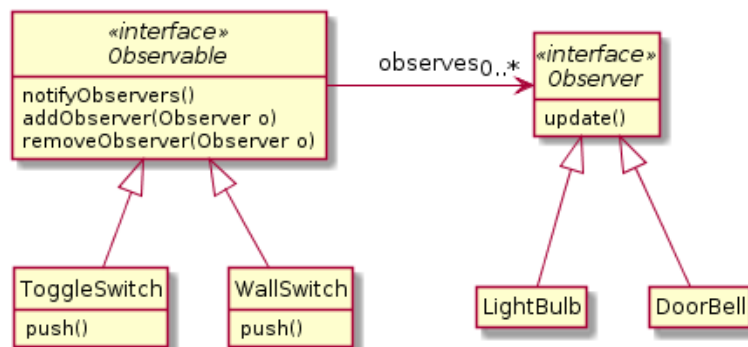 «interface»
Observable
notifyObservers()
addObserver(Observer o)
removeObserver(Observer o)
observes
0..*
«interface»
Observer
update()
ToggleSwitch
push()
WallSwitch
push()
LightBulb
DoorBell